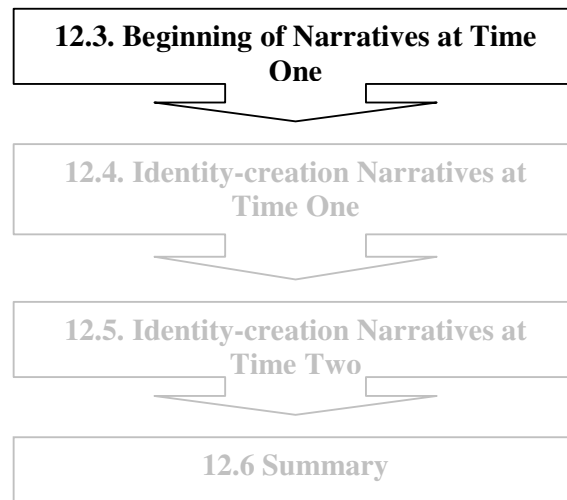 12.3. Beginning of Narratives at Time
One
12.4. Identity-creation Narratives at
Time One
12.5. Identity-creation Narratives at
Time Two
12.6 Summary